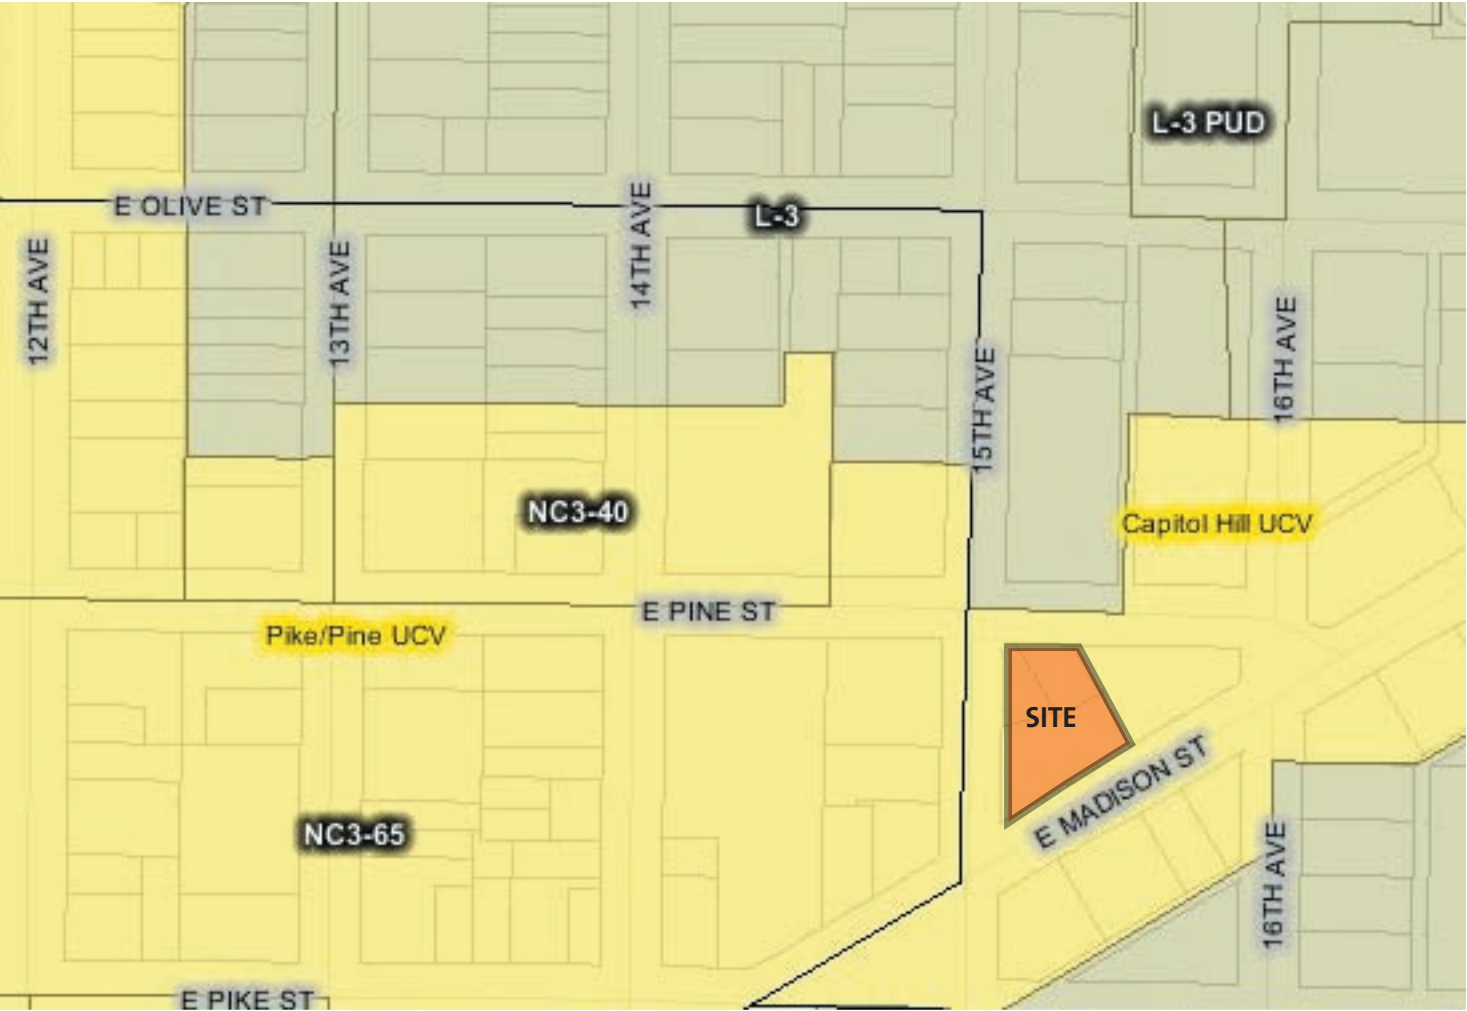 L-3 PUD
E OLIVE ST
L-3
14TH AVE
12TH AVE
13TH AVE
16TH AVE
15TH AVE
NC3-40
Capitol Hill UCV
E PINE ST
Pike/Pine UCV
SITE
E MADISON ST
NC3-65
16TH AVE
E PIKE ST